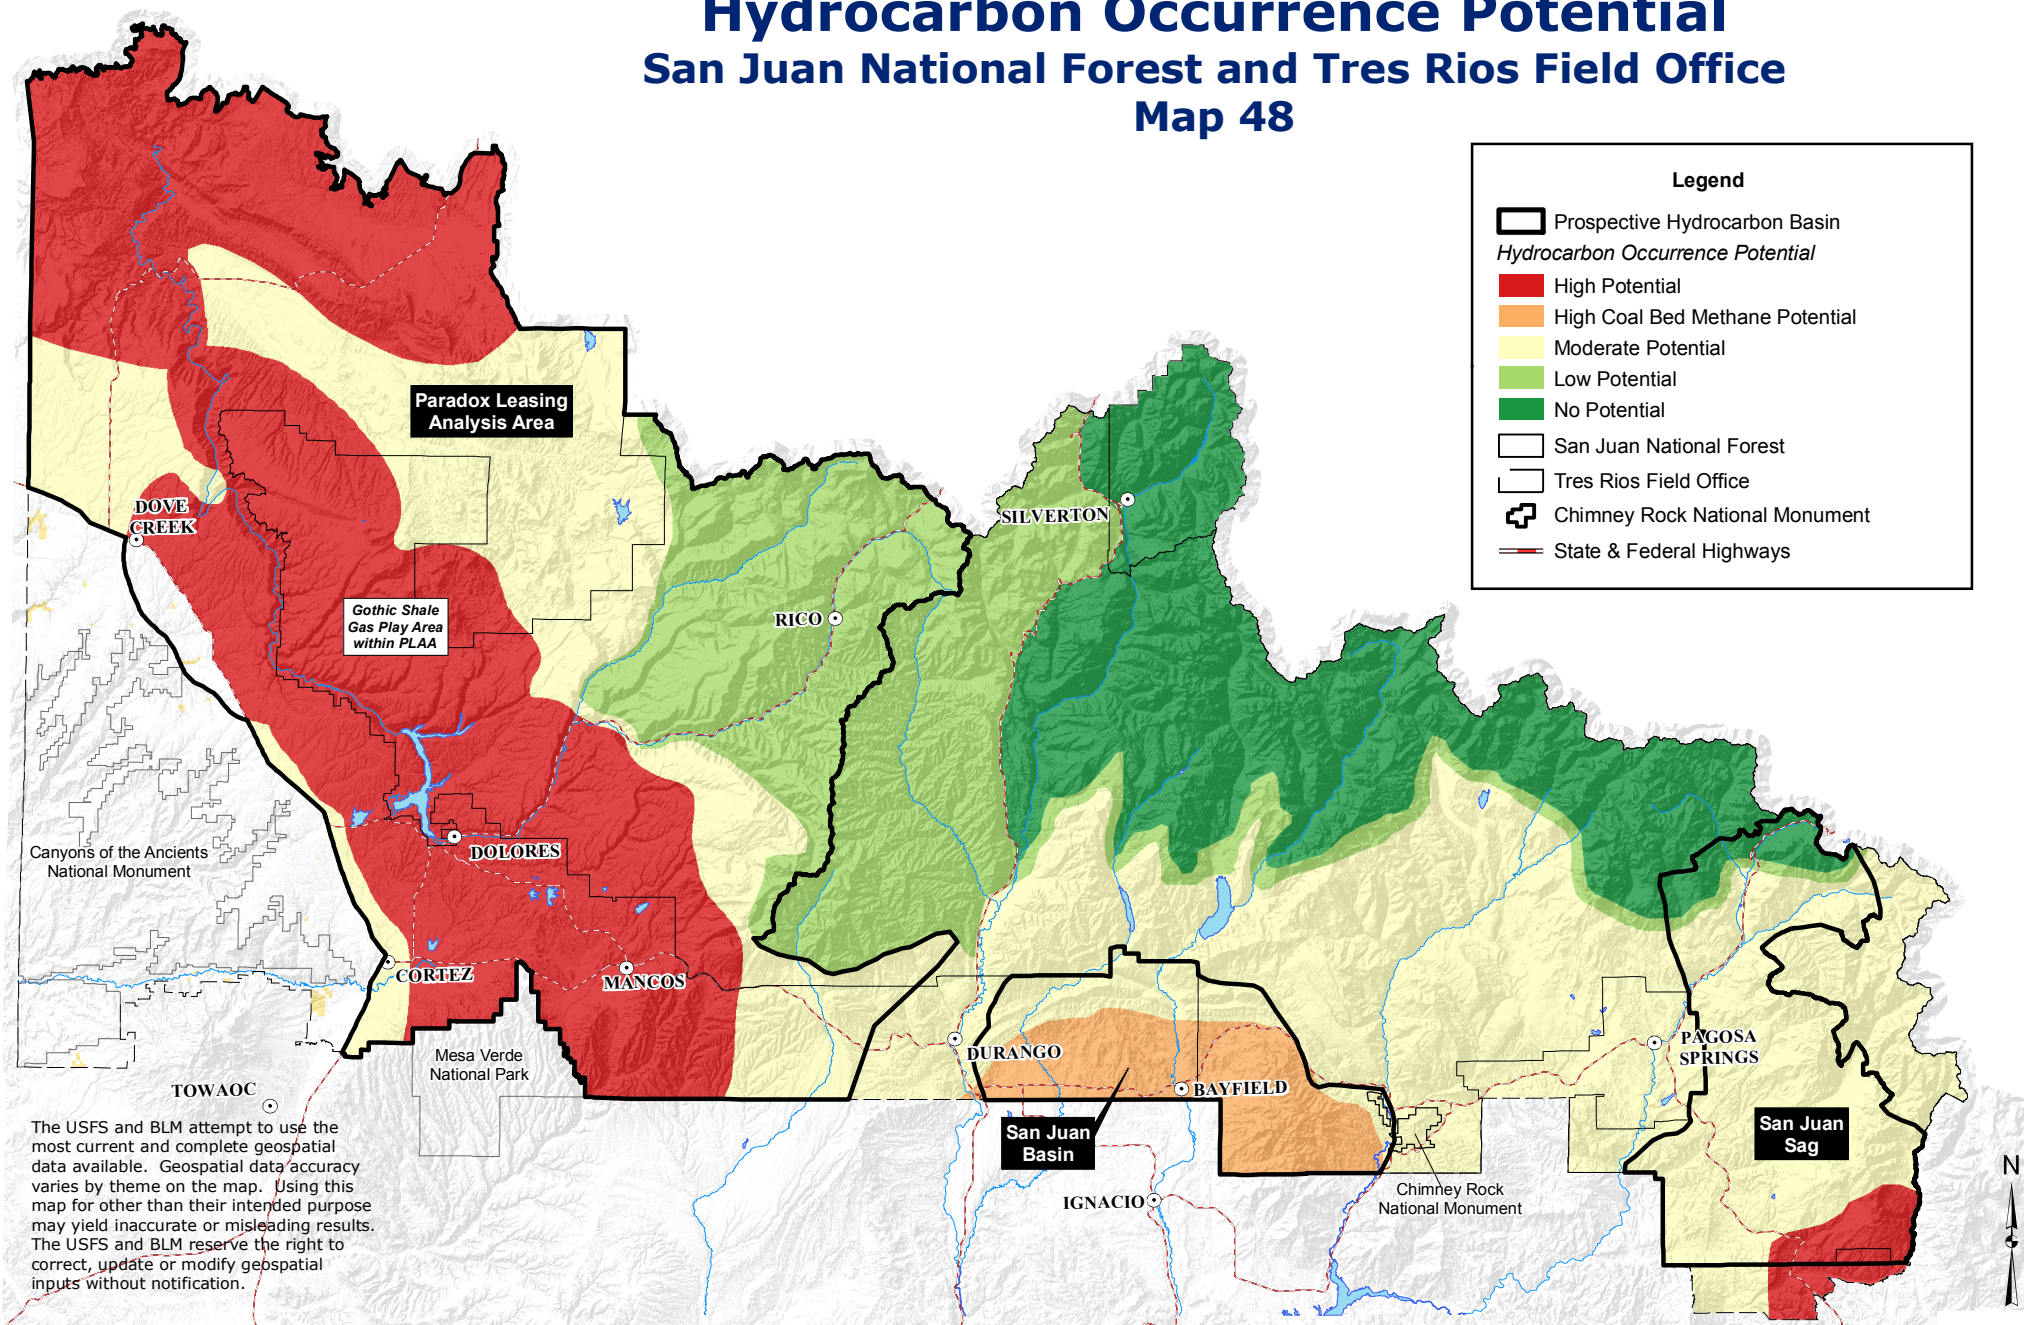 Hydrocarbon Occurrence Potential
San Juan National Forest and Tres Rios Field Office
Map 48
Legend
Prospective Hydrocarbon Basin
Hydrocarbon Occurrence Potential
High Potential
High Coal Bed Methane Potential
Moderate Potential
Low Potential
No Potential
San Juan National Forest
Tres Rios Field Office
Chimney Rock National Monument
State & Federal Highways
Paradox Leasing
Analysis Area
DOVE
CREEK
SILVERTON
Gothic Shale
Gas Play Area
within PLAA
RICO
Canyons of the Ancients
National Monument
DOLORES
CORTEZ
MANCOS
Mesa Verde
National Park
DURANGO
PAGOSA
SPRINGS
TOWAOC
BAYFIELD
San Juan
Basin
San Juan
Sag
IGNACIO
Chimney Rock
National Monument
N
The USFS and BLM attempt to use the
most current and complete geospatial
data available.  Geospatial data accuracy
varies by theme on the map.  Using this
map for other than their intended purpose
may yield inaccurate or misleading results.
The USFS and BLM reserve the right to
correct, update or modify geospatial
inputs without notification.